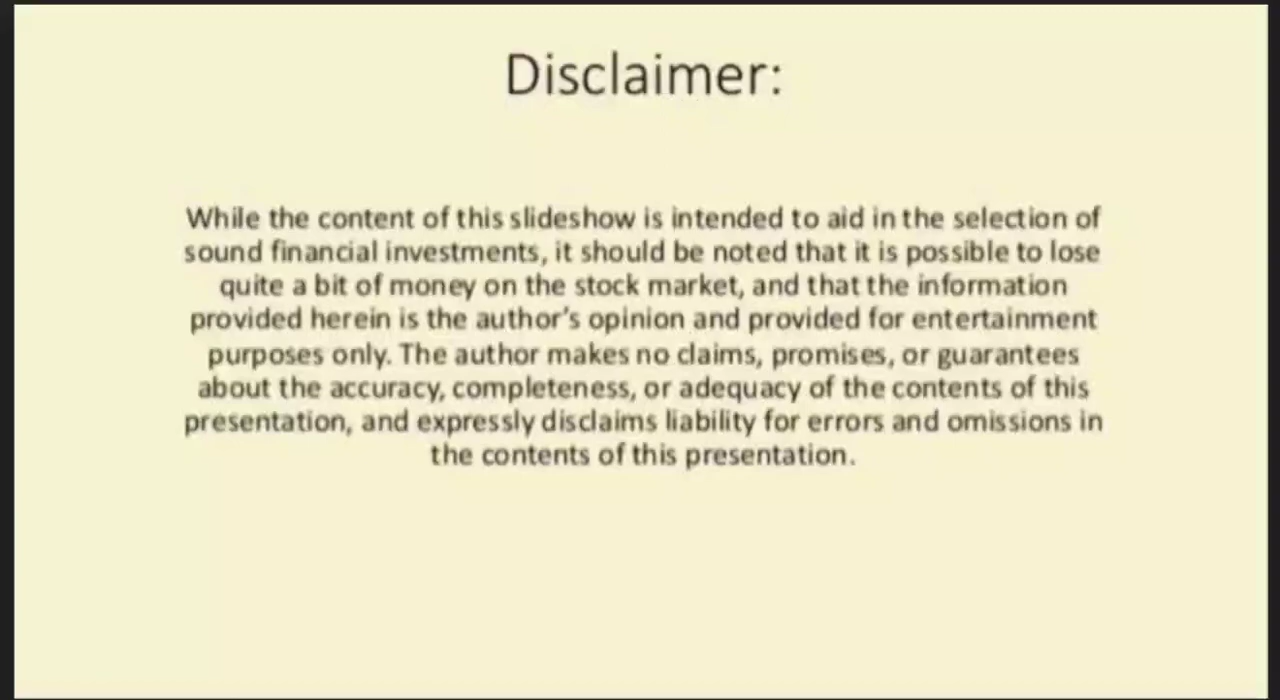 Disclaimer:
While the content of this slideshow is intended to aid in the selection of
sound financial investments, it should be noted that it is possible to lose
quite a bit of money on the stock market, and that the information
provided herein is the author's opinion and provided for entertainment
purposes only. The author makes no claims, promises, or guarantees
about the accuracy, completeness, or adequacy of the contents of this
presentation, and expressly disclaims liability for errors and omissions in
the contents of this presentation.